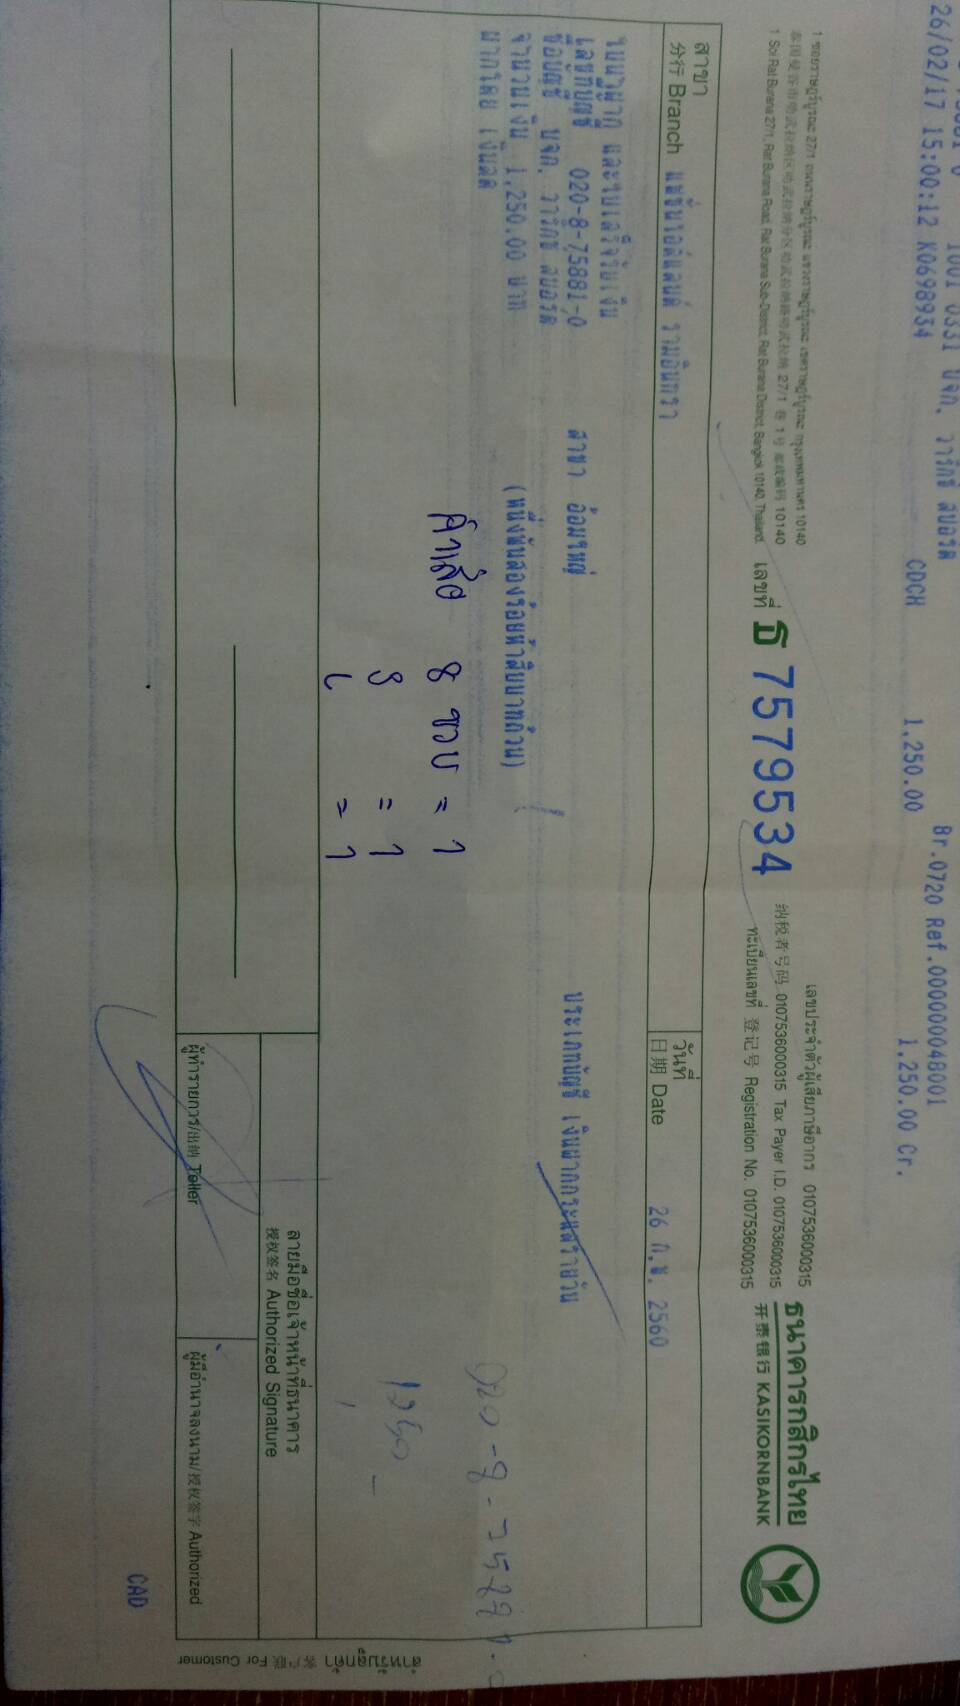 26/02/17 15:00:12 K0698934 CDCH 1,250.00 1,250.00 Cr.
1001 0331 บจก. วาริกซ์ สปอร์ต Br.0720 Ref.000000048001
1 ซอยราษฎร์บูรณะ 27/1 ถนนราษฎร์บูรณะ แขวงราษฎร์บูรณะ เขตราษฎร์บูรณะ กรุงเทพมหานคร 10140
1 Soi Rat Burana 27/1, Rat Burana Road, Rat Burana Sub-District, Rat Burana District, Bangkok 10140, Thailand.
เลขที่ ธ 7579534
เลขประจำตัวผู้เสียภาษีอากร 0107536000315
纳税者号码 0107536000315 Tax Payer I.D. 0107536000315
ทะเบียนเลขที่ 登记号 Registration No. 0107536000315
ธนาคารกสิกรไทย
开泰银行 KASIKORNBANK
สาขา
分行 Branch แฟชั่นไอส์แลนด์ รามอินทรา
วันที่
日期 Date 26 ก.พ. 2560
ใบนำฝาก และใบเสร็จรับเงิน
เลขที่บัญชี 020-8-75881-0 สาขา อ้อมใหญ่ ประเภทบัญชี เงินฝากกระแสรายวัน
ชื่อบัญชี บจก. วาริกซ์ สปอร์ต
จำนวนเงิน 1,250.00 บาท (หนึ่งพันสองร้อยห้าสิบบาทถ้วน)
ฝากโดย เงินสด
8 ขวบ = 1
S = 1
L = 1
1250 -
ลายมือชื่อเจ้าหน้าที่ธนาคาร
授权签名 Authorized Signature
ผู้ทำรายการ/出纳 Teller
ผู้มีอำนาจลงนาม/授权签字 Authorized
สำหรับลูกค้า 客户联 For Customer
CAD